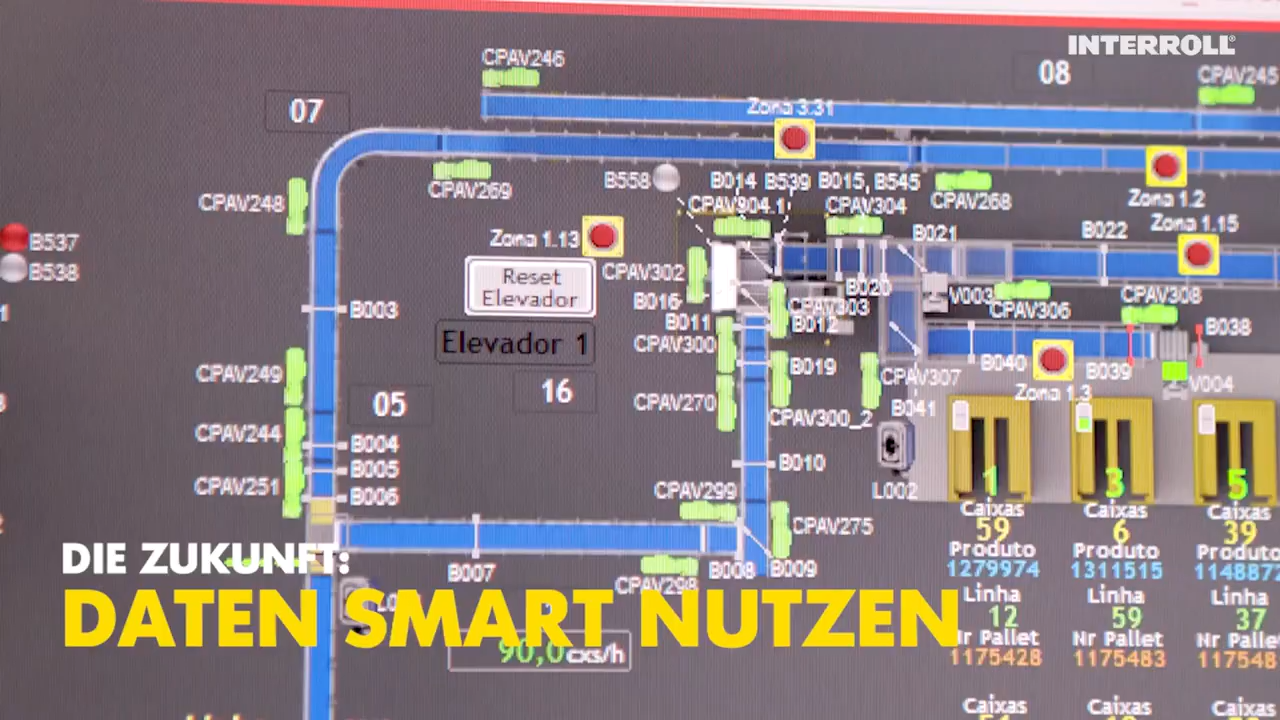 INTERROLL®
CPAV246
08
CPAV245
07
Zona 3.31
CPAV269
B558
B014 B539 B015, B545
CPAV268
Zona 1.2
CPAV248
CPAV304.1
CPAV304
Zona 1.15
B537
B538
Zona 1.13
B021
B022
Reset
Elevador
CPAV302
B016
B020
V003
CPAV306
CPAV308
B003
CPAV303
B011
B012
B038
Elevador 1
CPAV300
B019
B040
B039
CPAV249
CPAV307
V004
Zona 1.3
05
16
CPAV270
CPAV300_2
B041
CPAV244
B004
B005
B010
CPAV251
B006
CPAV299
L002
1
3
5
CPAV275
Caixas
Caixas
Caixas
59
6
39
Produto
Produto
Produto
1279974
1311515
1148872
B007
CPAV298
B008
B009
Linha
Linha
Linha
12
59
37
Nr Pallet
Nr Pallet
1175428
1175483
117548
90,0 cxs/h
Caixas
Caixas
Caixas
DIE ZUKUNFT:
DATEN SMART NUTZEN